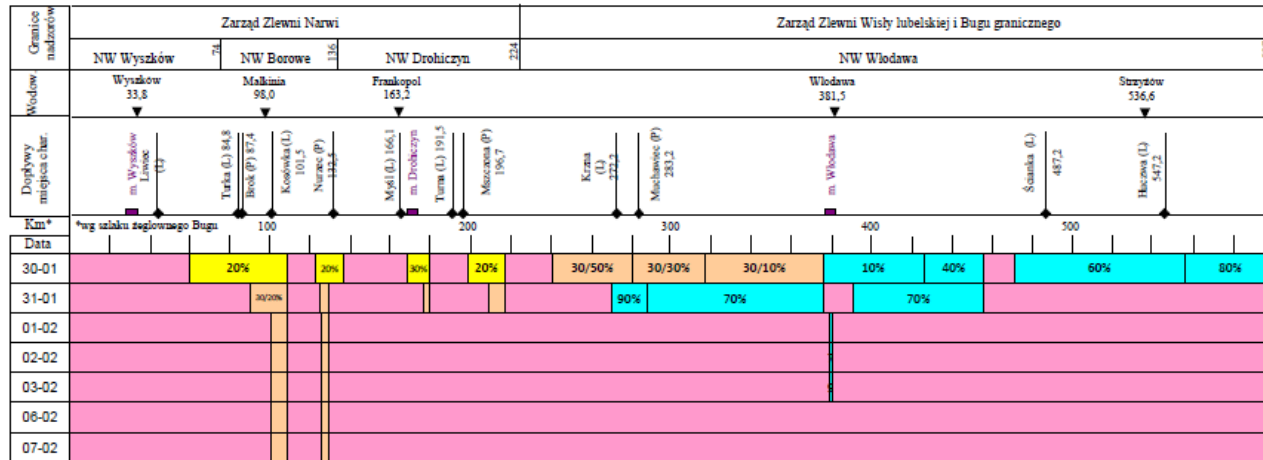 Granice nadzorów
Zarząd Zlewni Narwi
Zarząd Zlewni Wisły lubelskiej i Bugu granicznego
NW Wyszków
74
NW Borowe
136
NW Drohiczyn
224
NW Włodawa
Wodow.
Wyszków
33,8
Małkinia
98,0
Frankopol
163,2
Włodawa
381,5
Strzyżów
536,6
Dopływy
miejsca char.
m. Wyszków
Liwiec
(L)
Turka (L) 84,8
Brok (P) 87,4
Kosówka (L)
101,5
Nurzec (P)
132,5
Myśl (L) 166,1
m. Drohiczyn
Turna (L) 191,5
Mszczona (P)
196,7
Krzna
(L)
272,2
Muchawiec (P)
283,2
m. Włodawa
Ścianka (L)
487,2
Huczwa (L)
547,2
Km*
*wg szlaku żeglownego Bugu
100
200
300
400
500
Data
30-01
20%
20%
30%
20%
30/50%
30/30%
30/10%
10%
40%
60%
80%
31-01
30/20%
90%
70%
70%
01-02
02-02
03-02
06-02
07-02